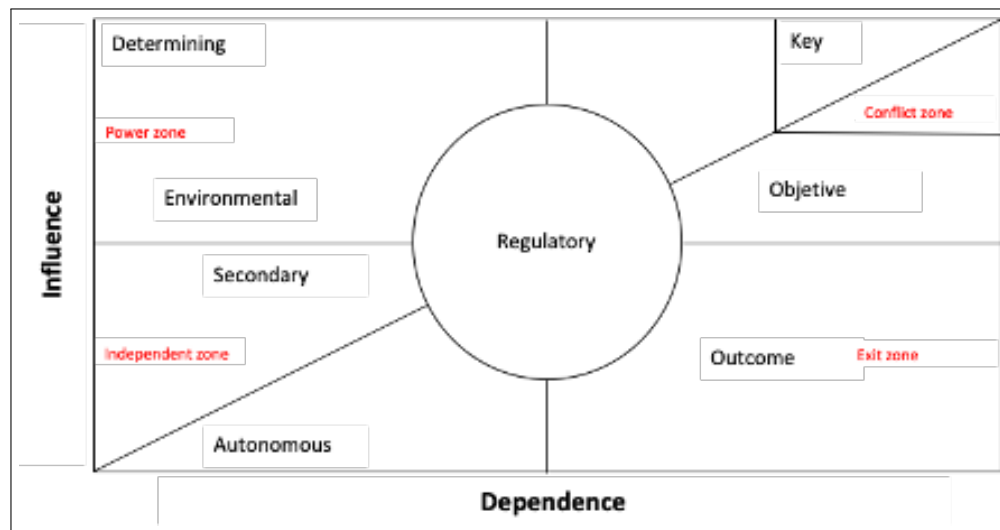 Determining
Key
Power zone
Conflict zone
Environmental
Objetive
Regulatory
Influence
Secondary
Independent zone
Outcome
Exit zone
Autonomous
Dependence